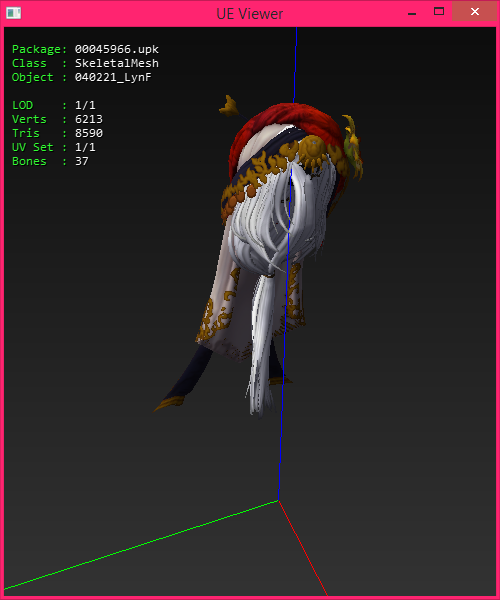 UE Viewer
Package: 00045966.upk
Class : SkeletalMesh
Object : 040221_LynF
LOD : 1/1
Verts : 6213
Tris : 8590
UV Set : 1/1
Bones : 37